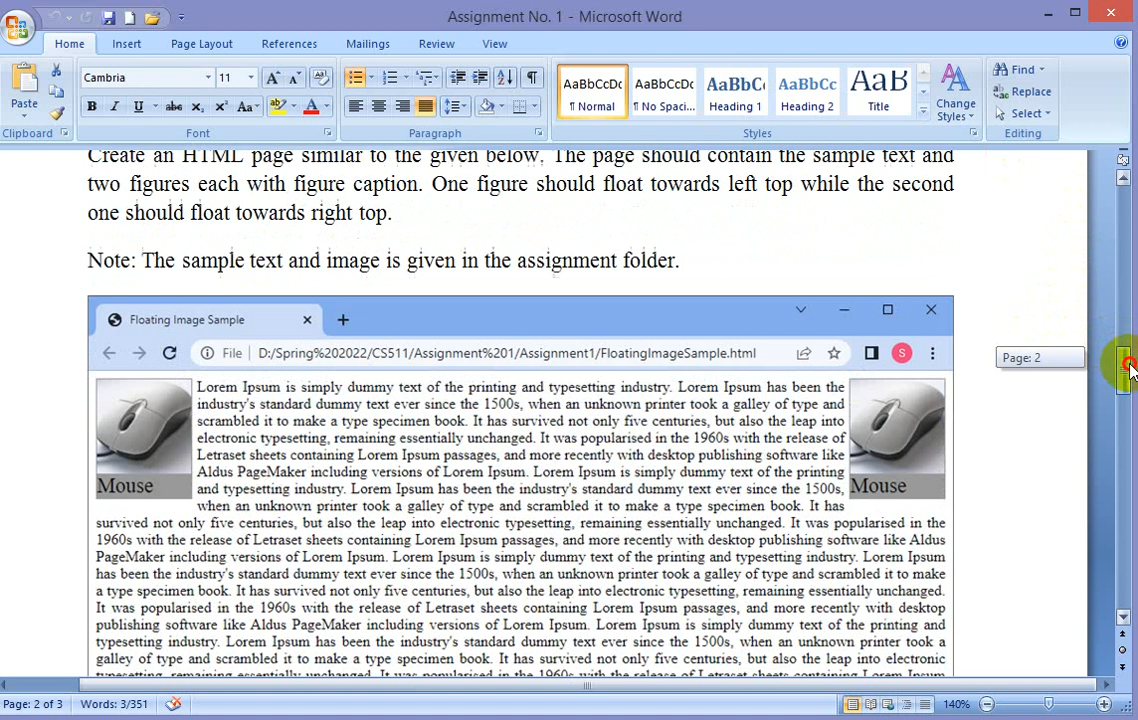 Assignment No. 1 - Microsoft Word
Home Insert Page Layout References Mailings Review View
Paste
Cambria 11
AaBbCcDc AaBbCcDc AaBbC AaBbCc AaB
¶ Normal ¶ No Spaci... Heading 1 Heading 2 Title
Change Styles
Find
Replace
Select
Clipboard Font Paragraph Styles Editing
Create an HTML page similar to the given below. The page should contain the sample text and
two figures each with figure caption. One figure should float towards left top while the second
one should float towards right top.
Note: The sample text and image is given in the assignment folder.
Floating Image Sample
File D:/Spring%202022/CS511/Assignment%201/Assignment1/FloatingImageSample.html S
Page: 2
Lorem Ipsum is simply dummy text of the printing and typesetting industry. Lorem Ipsum has been the
industry's standard dummy text ever since the 1500s, when an unknown printer took a galley of type and
scrambled it to make a type specimen book. It has survived not only five centuries, but also the leap into
electronic typesetting, remaining essentially unchanged. It was popularised in the 1960s with the release of
Letraset sheets containing Lorem Ipsum passages, and more recently with desktop publishing software like
Aldus PageMaker including versions of Lorem Ipsum. Lorem Ipsum is simply dummy text of the printing
Mouse and typesetting industry. Lorem Ipsum has been the industry's standard dummy text ever since the 1500s, Mouse
when an unknown printer took a galley of type and scrambled it to make a type specimen book. It has
survived not only five centuries, but also the leap into electronic typesetting, remaining essentially unchanged. It was popularised in the
1960s with the release of Letraset sheets containing Lorem Ipsum passages, and more recently with desktop publishing software like Aldus
PageMaker including versions of Lorem Ipsum. Lorem Ipsum is simply dummy text of the printing and typesetting industry. Lorem Ipsum
has been the industry's standard dummy text ever since the 1500s, when an unknown printer took a galley of type and scrambled it to make
a type specimen book. It has survived not only five centuries, but also the leap into electronic typesetting, remaining essentially unchanged.
It was popularised in the 1960s with the release of Letraset sheets containing Lorem Ipsum passages, and more recently with desktop
publishing software like Aldus PageMaker including versions of Lorem Ipsum. Lorem Ipsum is simply dummy text of the printing and
typesetting industry. Lorem Ipsum has been the industry's standard dummy text ever since the 1500s, when an unknown printer took a
galley of type and scrambled it to make a type specimen book. It has survived not only five centuries, but also the leap into electronic
Page: 2 of 3 Words: 3/351 140%